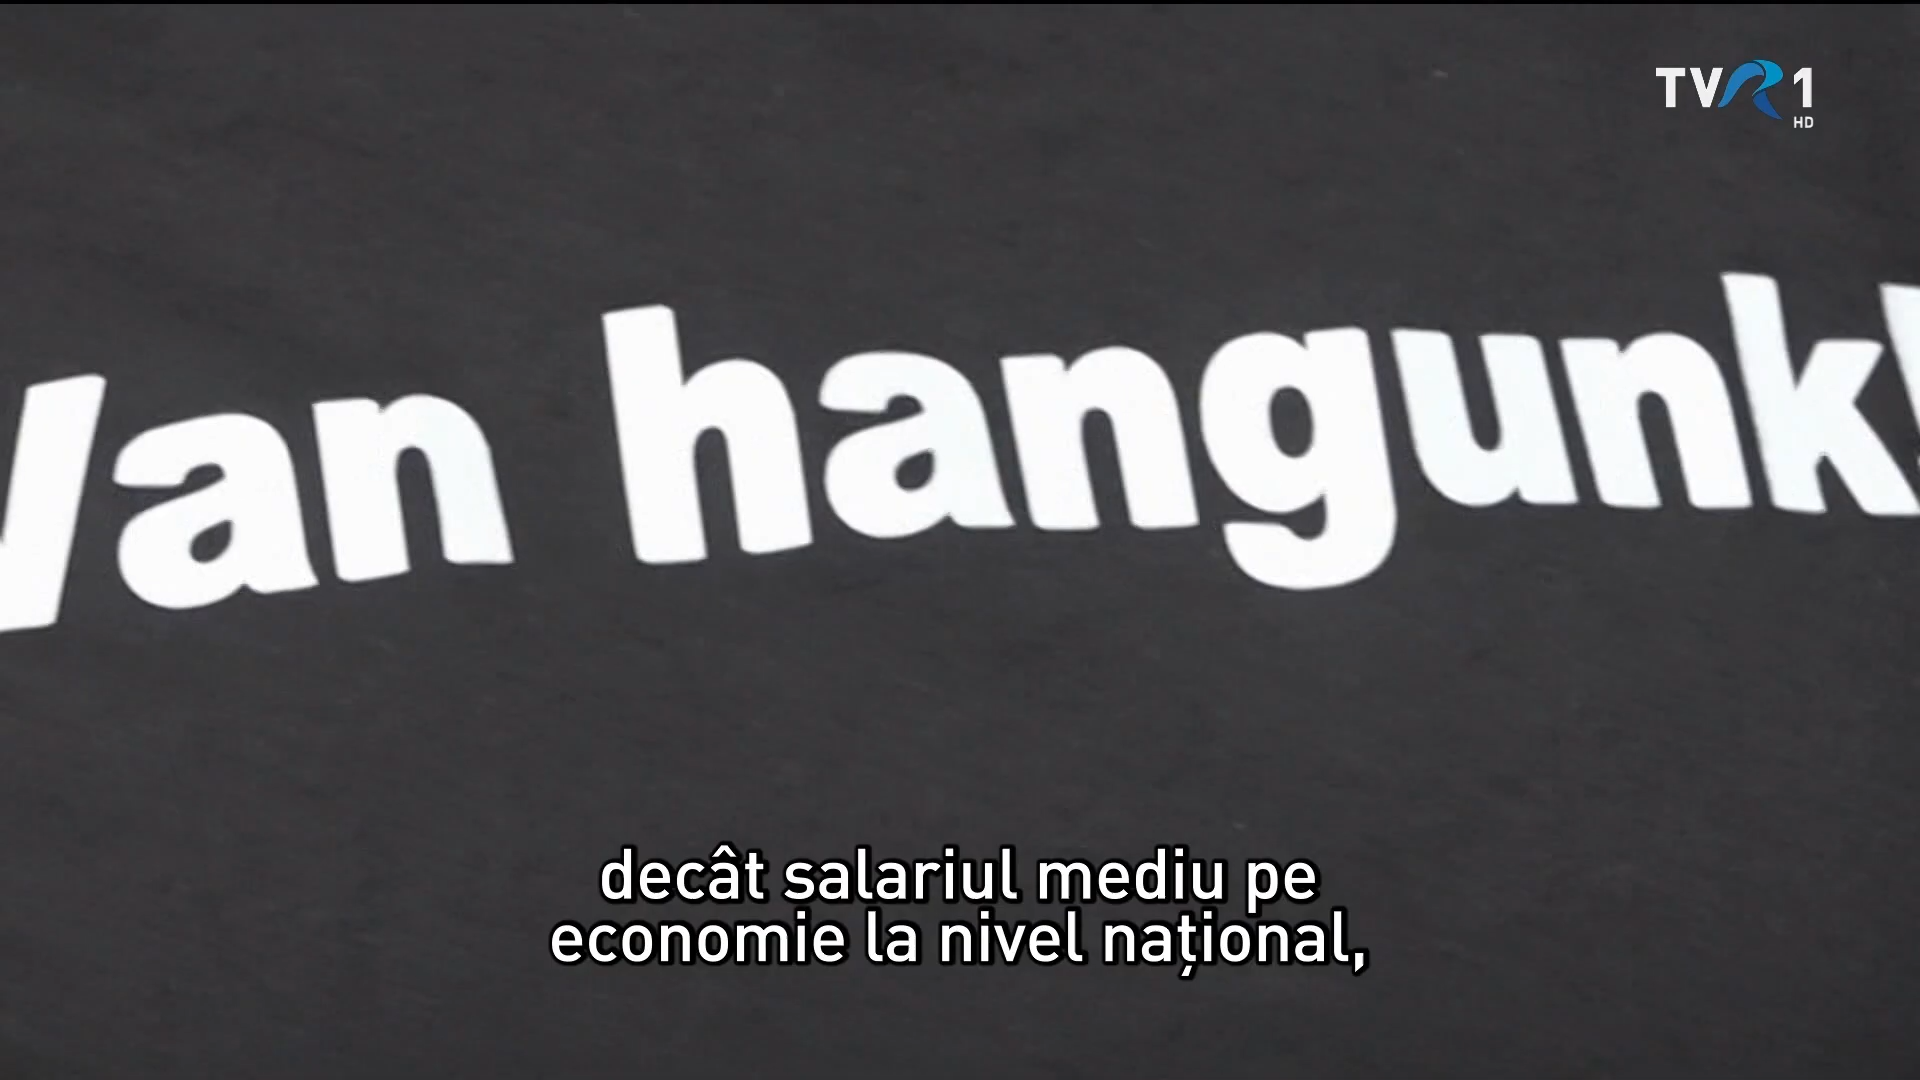 TVR1
HD
Van hangunk!
decât salariul mediu pe
economie la nivel național,